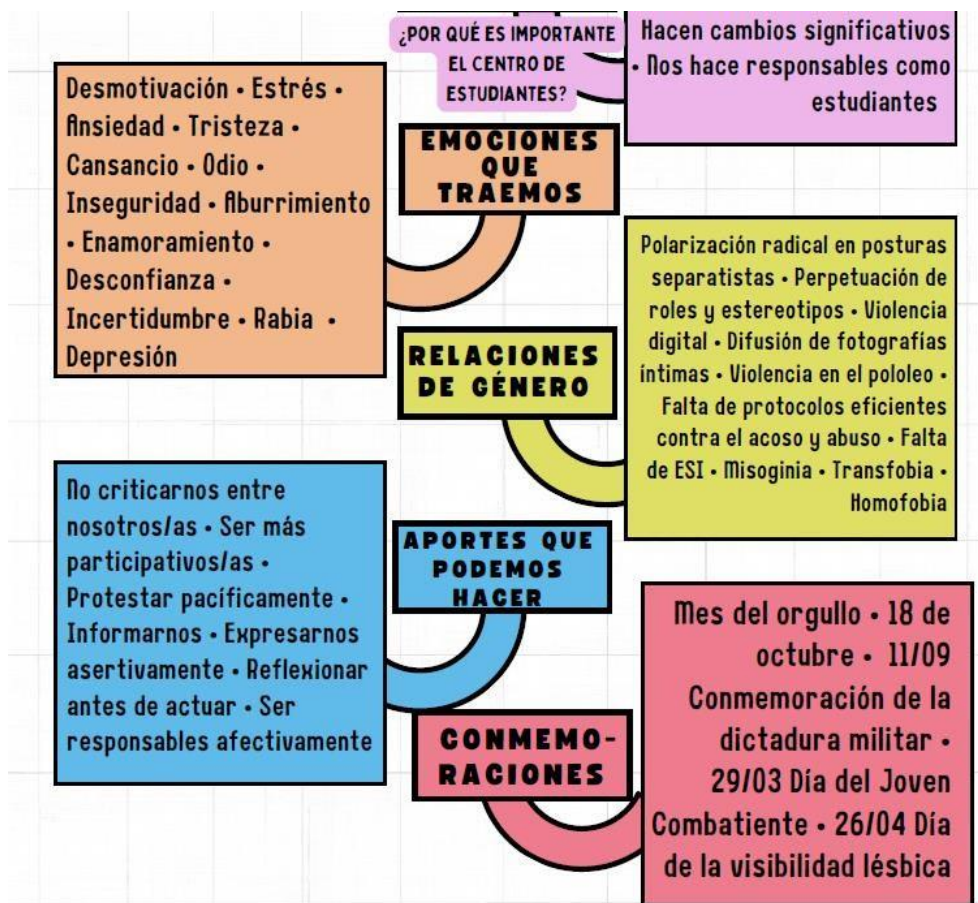 ¿POR QUÉ ES IMPORTANTE
EL CENTRO DE
ESTUDIANTES?
Hacen cambios significativos
• Nos hace responsables como
estudiantes
EMOCIONES
QUE
TRAEMOS
Desmotivación • Estrés •
Ansiedad • Tristeza •
Cansancio • Odio •
Inseguridad • Aburrimiento
• Enamoramiento •
Desconfianza •
Incertidumbre • Rabia •
Depresión
RELACIONES
DE GÉNERO
Polarización radical en posturas
separatistas • Perpetuación de
roles y estereotipos • Violencia
digital • Difusión de fotografías
íntimas • Violencia en el pololeo •
Falta de protocolos eficientes
contra el acoso y abuso • Falta
de ESI • Misoginia • Transfobia •
Homofobia
APORTES QUE
PODEMOS
HACER
No criticarnos entre
nosotros/as • Ser más
participativos/as •
Protestar pacíficamente •
Informarnos • Expresarnos
asertivamente • Reflexionar
antes de actuar • Ser
responsables afectivamente
CONMEMO-
RACIONES
Mes del orgullo • 18 de
octubre • 11/09
Conmemoración de la
dictadura militar •
29/03 Día del Joven
Combatiente • 26/04 Día
de la visibilidad lésbica